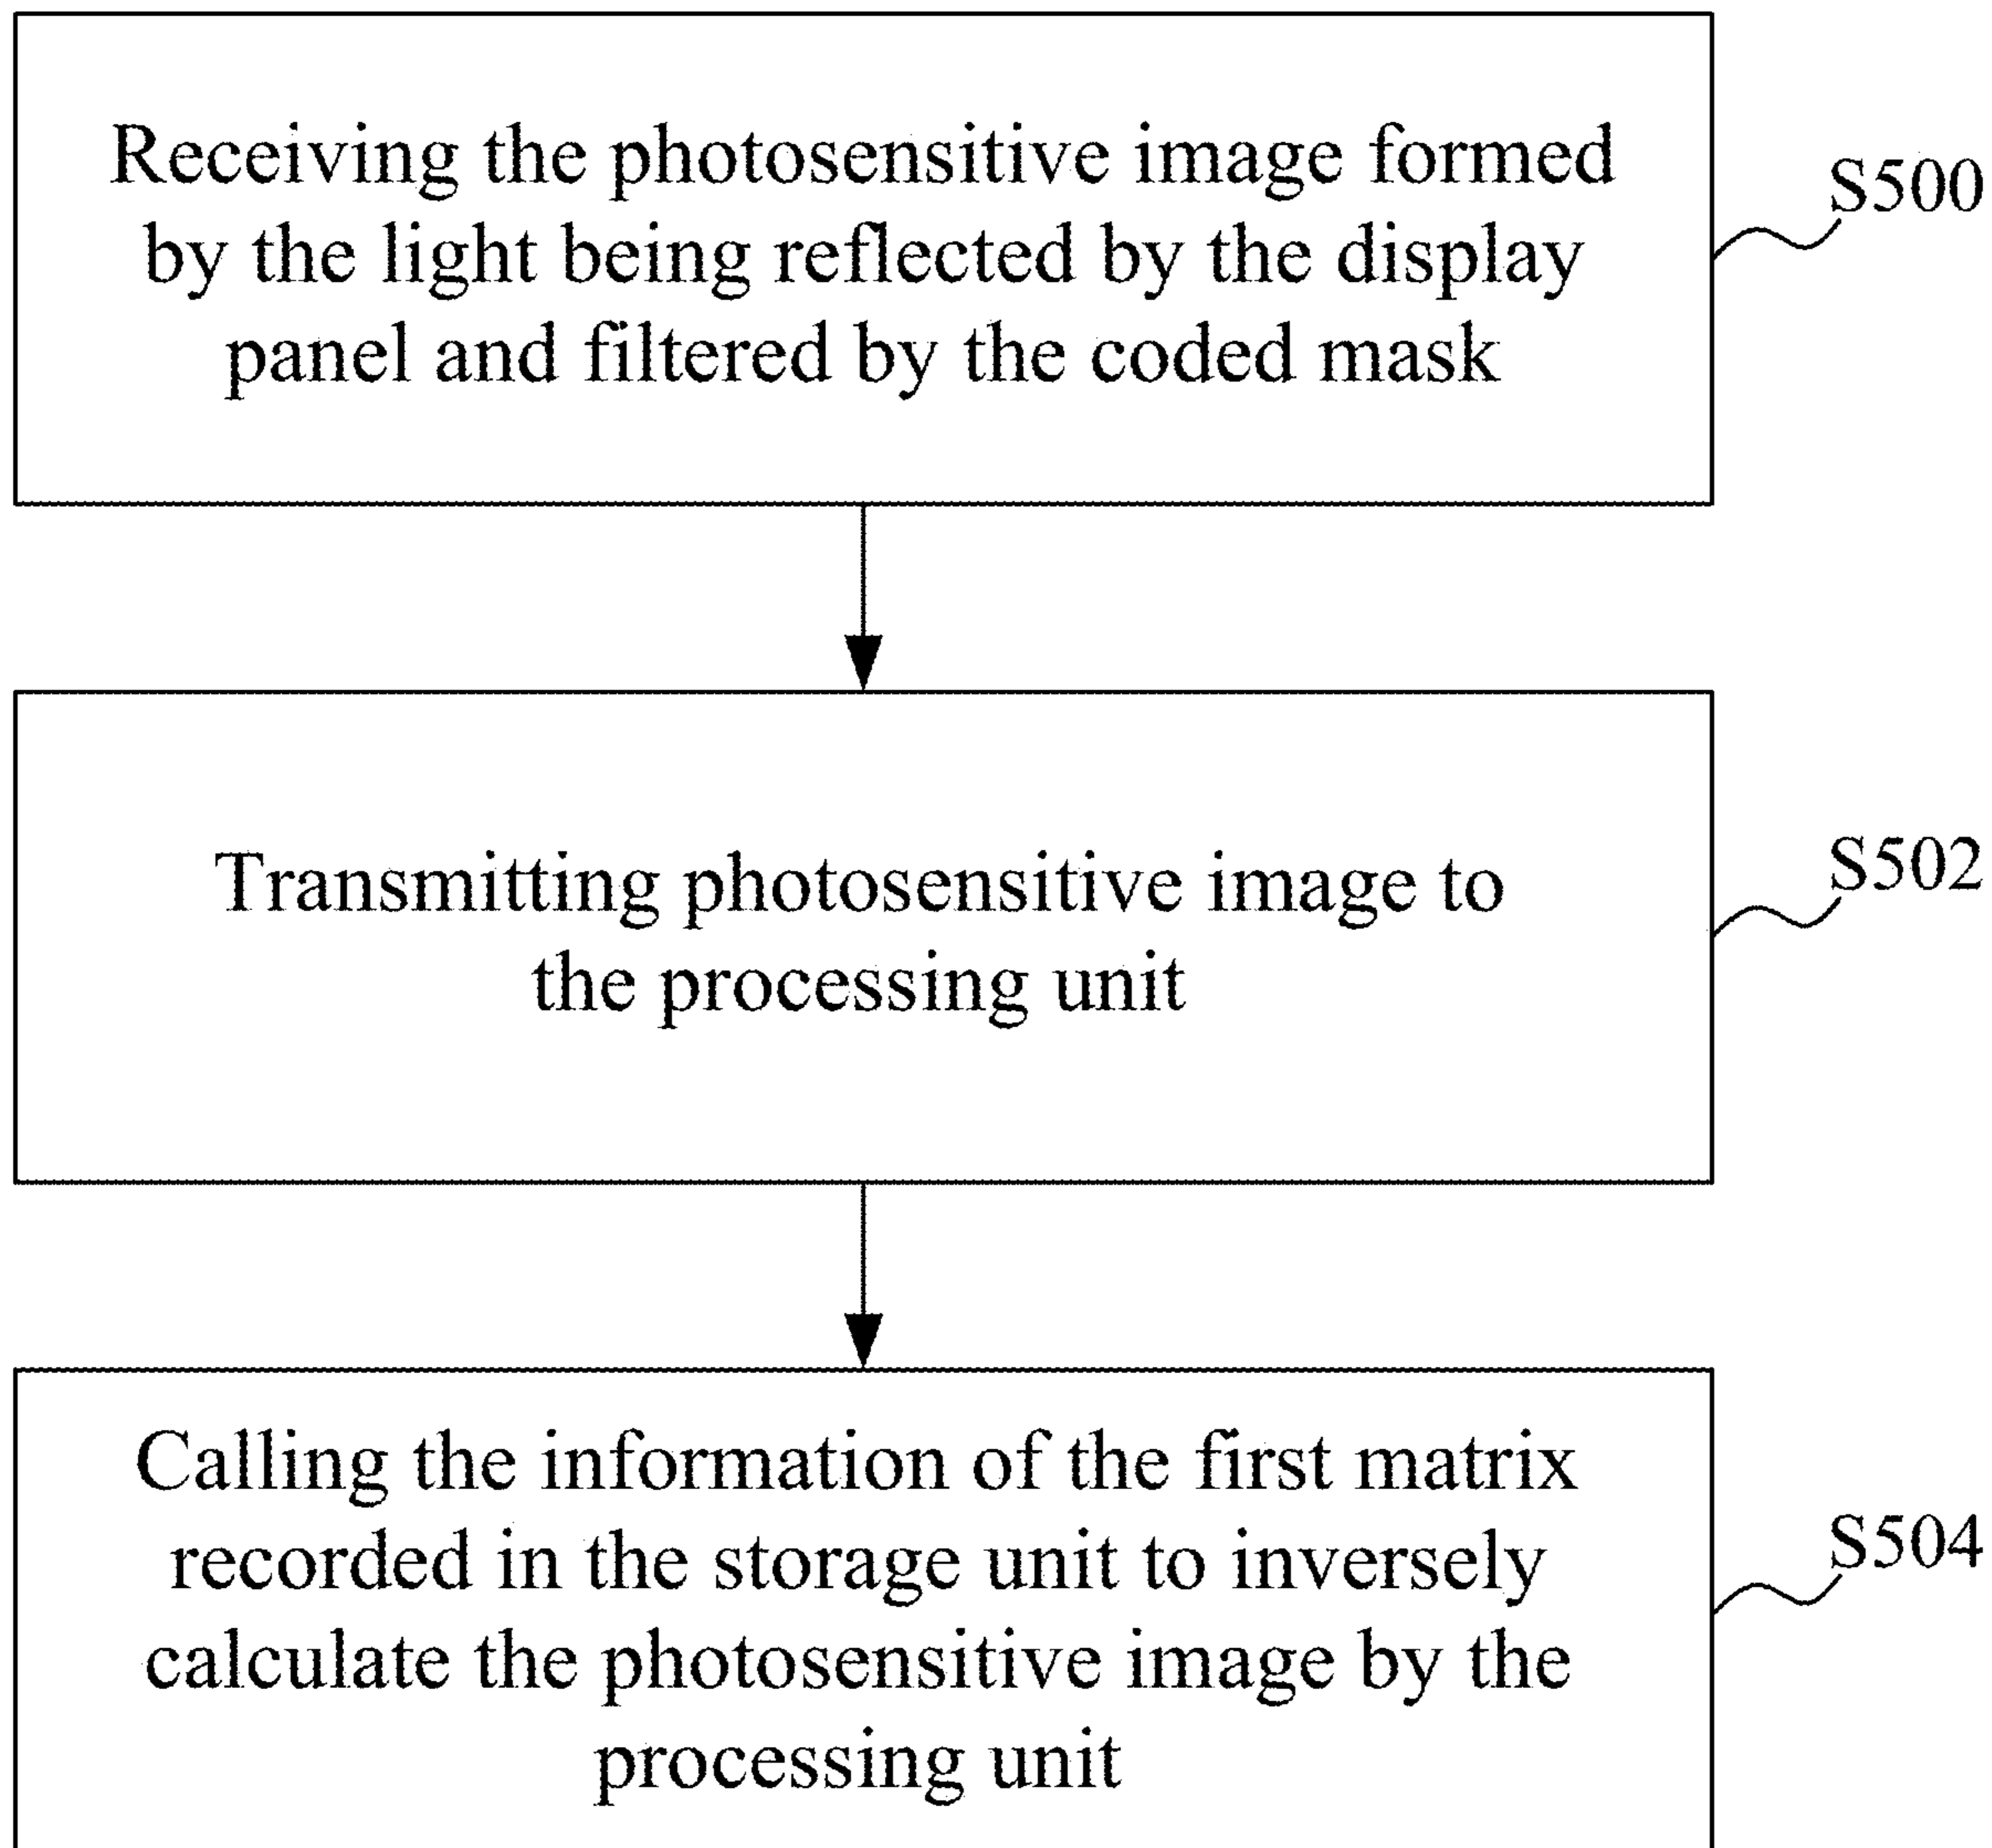 Receiving the photosensitive image formed
by the light being reflected by the display
panel and filtered by the coded mask
S500
Transmitting photosensitive image to
the processing unit
S502
Calling the information of the first matrix
recorded in the storage unit to inversely
calculate the photosensitive image by the
processing unit
S504